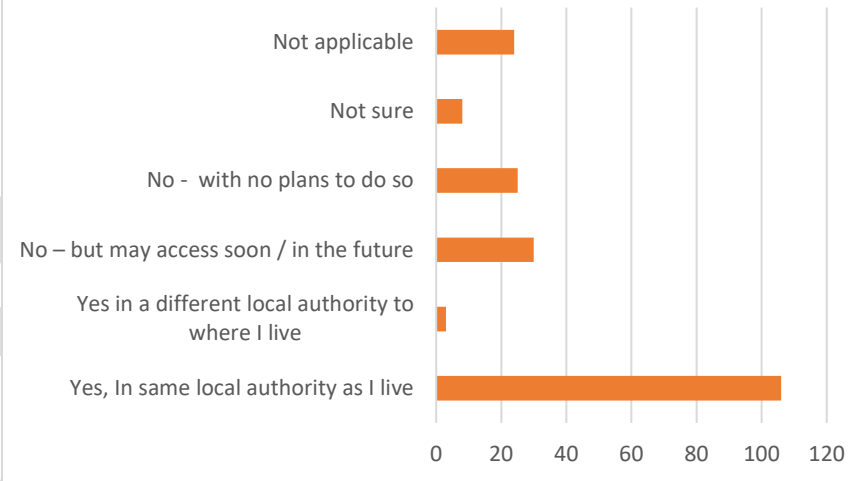 Not applicable
Not sure
No -  with no plans to do so
No – but may access soon / in the future
Yes in a different local authority to
where I live
Yes, In same local authority as I live
0 20 40 60 80 100 120